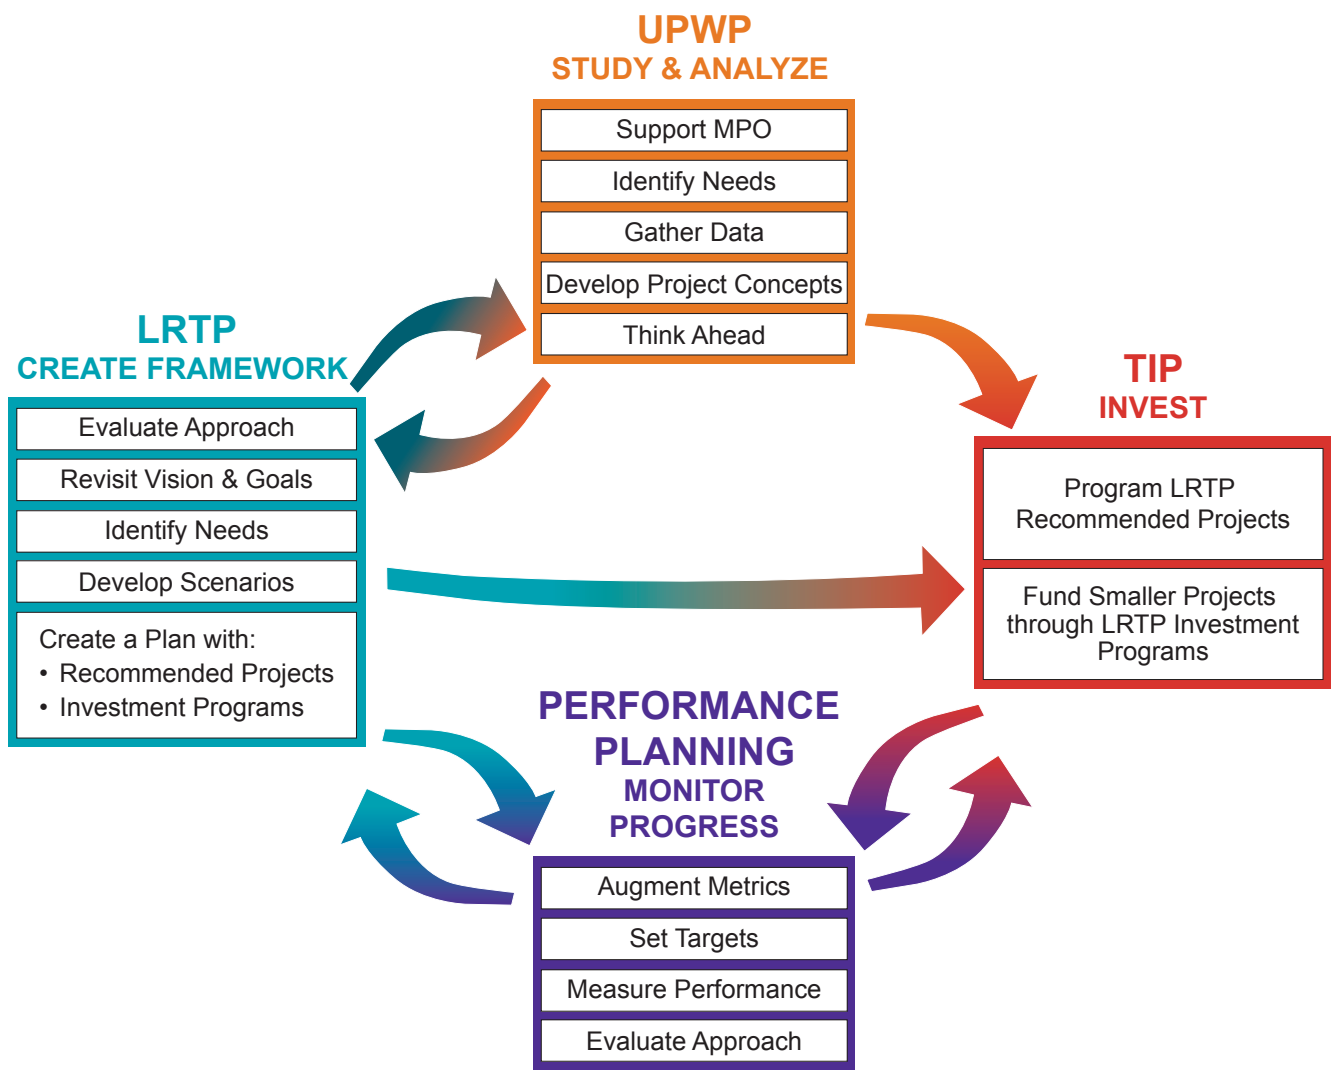 UPWP
STUDY & ANALYZE
Support MPO
Identify Needs
Gather Data
Develop Project Concepts
Think Ahead
LRTP
CREATE FRAMEWORK
Evaluate Approach
Revisit Vision & Goals
Identify Needs
Develop Scenarios
Create a Plan with:
• Recommended Projects
• Investment Programs
TIP
INVEST
Program LRTP
Recommended Projects
Fund Smaller Projects
through LRTP Investment
Programs
PERFORMANCE
PLANNING
MONITOR
PROGRESS
Augment Metrics
Set Targets
Measure Performance
Evaluate Approach